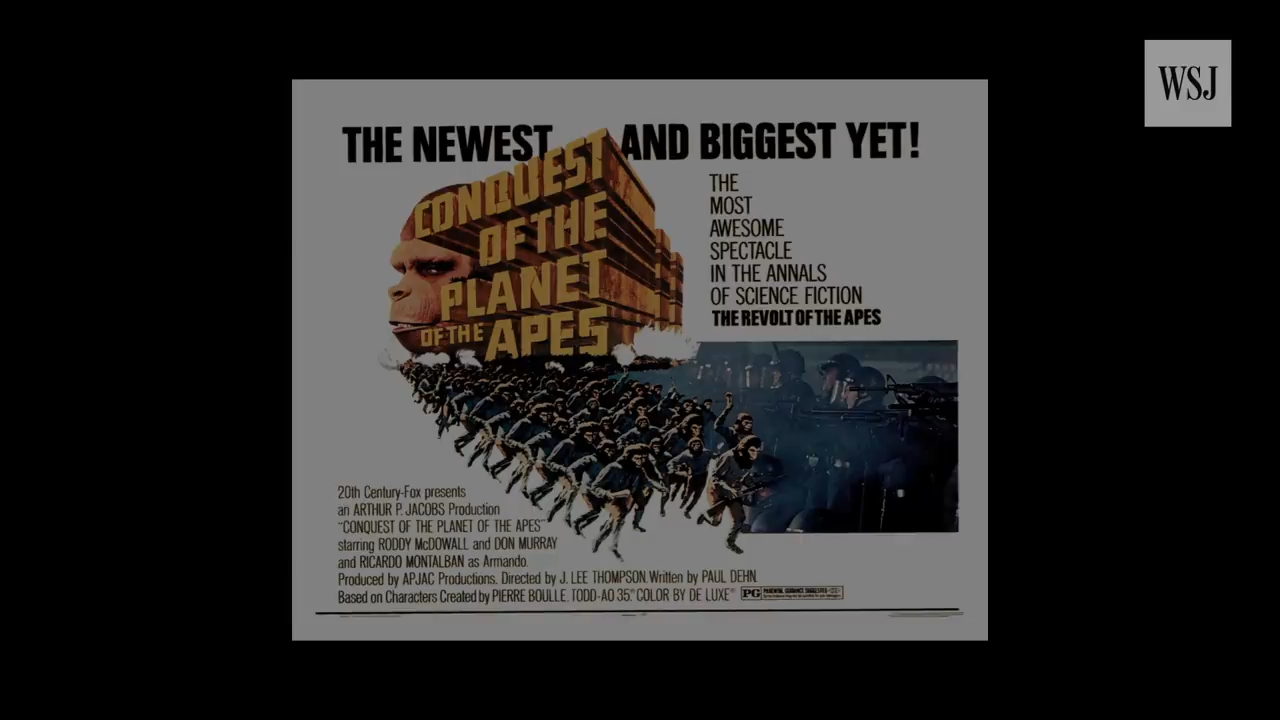 WSJ
THE NEWEST AND BIGGEST YET!
CONQUEST
OF THE
PLANET
OF THE APES
THE
MOST
AWESOME
SPECTACLE
IN THE ANNALS
OF SCIENCE FICTION
THE REVOLT OF THE APES
20th Century-Fox presents
an ARTHUR P. JACOBS Production
"CONQUEST OF THE PLANET OF THE APES"
starring RODDY McDOWALL and DON MURRAY
and RICARDO MONTALBAN as Armando.
Produced by APJAC Productions. Directed by J. LEE THOMPSON. Written by PAUL DEHN.
Based on Characters Created by PIERRE BOULLE. TODD-AO 35. COLOR BY DE LUXE®
PG PARENTAL GUIDANCE SUGGESTED